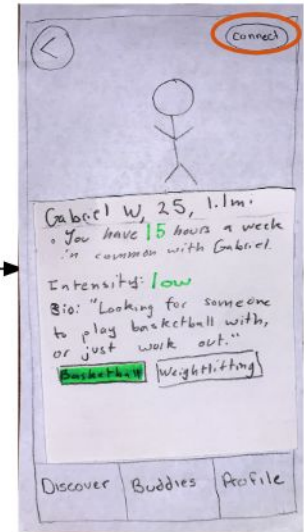 <
Connect
Gabriel W, 25, 1.1m.
• You have 15 hours a week
in common with Gabriel.
Intensity: low
Bio: "Looking for someone
to play basketball with,
or just work out."
Basketball Weightlifting
Discover Buddies Profile